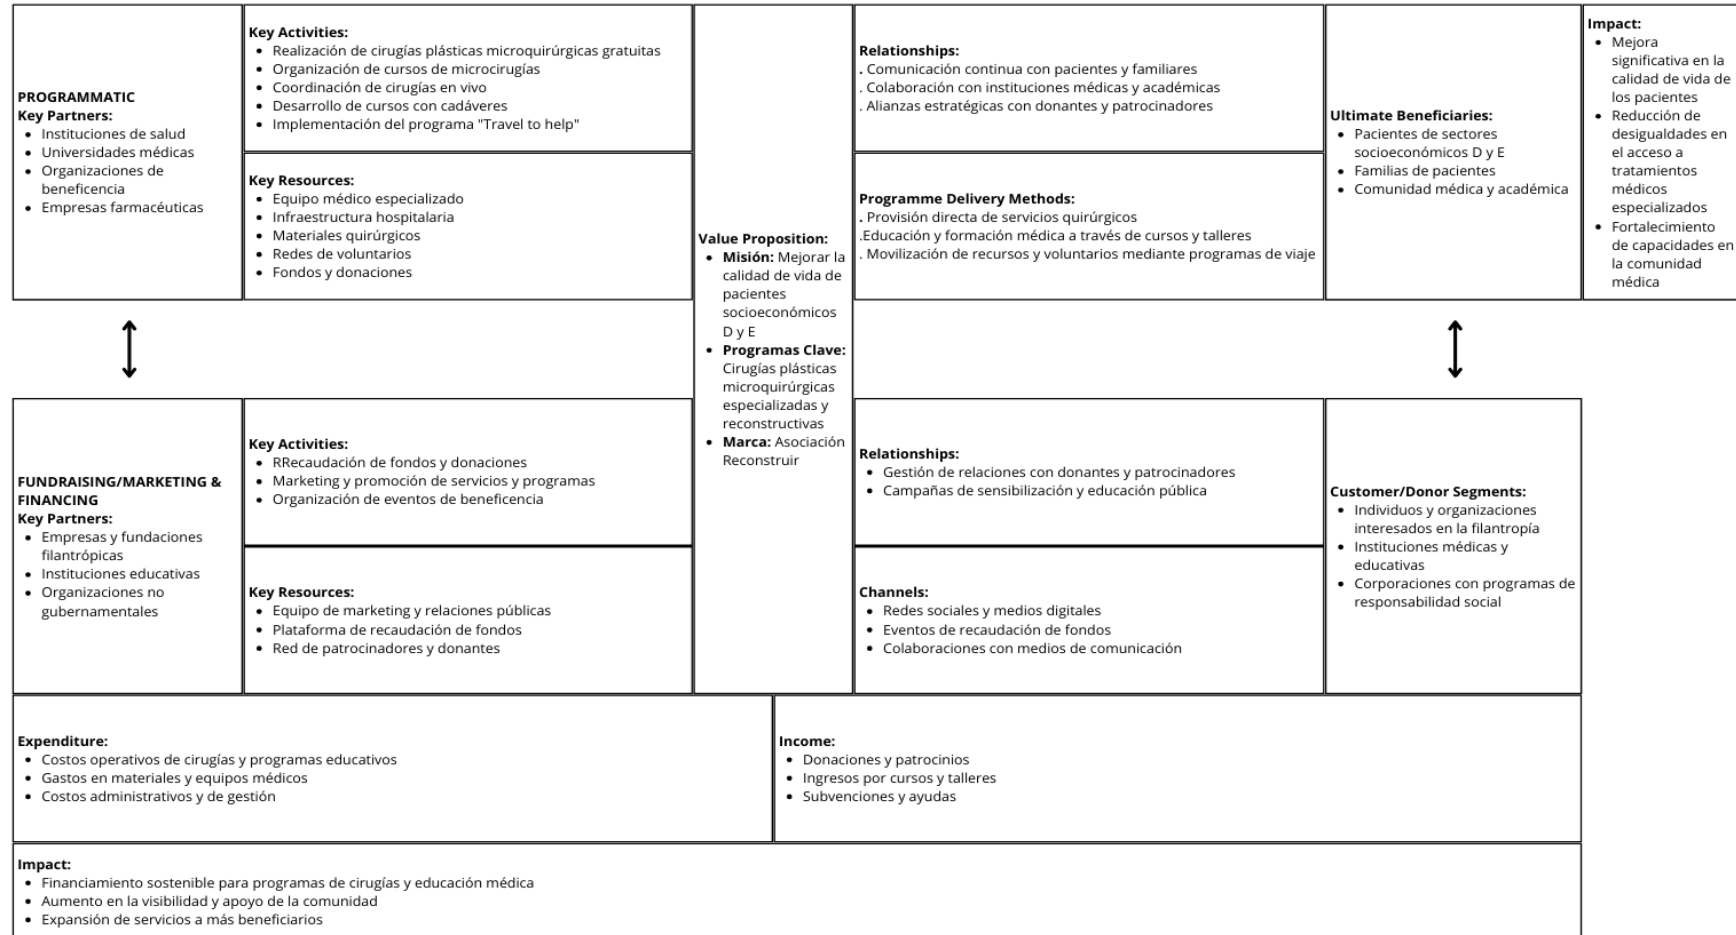 PROGRAMMATIC
Key Partners:
• Instituciones de salud
• Universidades médicas
• Organizaciones de
beneficencia
• Empresas farmacéuticas
Key Activities:
• Realización de cirugías plásticas microquirúrgicas gratuitas
• Organización de cursos de microcirugías
• Coordinación de cirugías en vivo
• Desarrollo de cursos con cadáveres
• Implementación del programa "Travel to help"
Key Resources:
• Equipo médico especializado
• Infraestructura hospitalaria
• Materiales quirúrgicos
• Redes de voluntarios
• Fondos y donaciones
Value Proposition:
• Misión: Mejorar la
calidad de vida de
pacientes
socioeconómicos
D y E
• Programas Clave:
Cirugías plásticas
microquirúrgicas
especializadas y
reconstructivas
• Marca: Asociación
Reconstruir
Relationships:
. Comunicación continua con pacientes y familiares
. Colaboración con instituciones médicas y académicas
. Alianzas estratégicas con donantes y patrocinadores
Programme Delivery Methods:
. Provisión directa de servicios quirúrgicos
.Educación y formación médica a través de cursos y talleres
. Movilización de recursos y voluntarios mediante programas de viaje
Ultimate Beneficiaries:
• Pacientes de sectores
socioeconómicos D y E
• Familias de pacientes
• Comunidad médica y académica
Impact:
• Mejora
significativa en la
calidad de vida de
los pacientes
• Reducción de
desigualdades en
el acceso a
tratamientos
médicos
especializados
• Fortalecimiento
de capacidades en
la comunidad
médica
FUNDRAISING/MARKETING &
FINANCING
Key Partners:
• Empresas y fundaciones
filantrópicas
• Instituciones educativas
• Organizaciones no
gubernamentales
Key Activities:
• RRecaudación de fondos y donaciones
• Marketing y promoción de servicios y programas
• Organización de eventos de beneficencia
Key Resources:
• Equipo de marketing y relaciones públicas
• Plataforma de recaudación de fondos
• Red de patrocinadores y donantes
Relationships:
• Gestión de relaciones con donantes y patrocinadores
• Campañas de sensibilización y educación pública
Channels:
• Redes sociales y medios digitales
• Eventos de recaudación de fondos
• Colaboraciones con medios de comunicación
Customer/Donor Segments:
• Individuos y organizaciones
interesados en la filantropía
• Instituciones médicas y
educativas
• Corporaciones con programas de
responsabilidad social
Expenditure:
• Costos operativos de cirugías y programas educativos
• Gastos en materiales y equipos médicos
• Costos administrativos y de gestión
Income:
• Donaciones y patrocinios
• Ingresos por cursos y talleres
• Subvenciones y ayudas
Impact:
• Financiamiento sostenible para programas de cirugías y educación médica
• Aumento en la visibilidad y apoyo de la comunidad
• Expansión de servicios a más beneficiarios